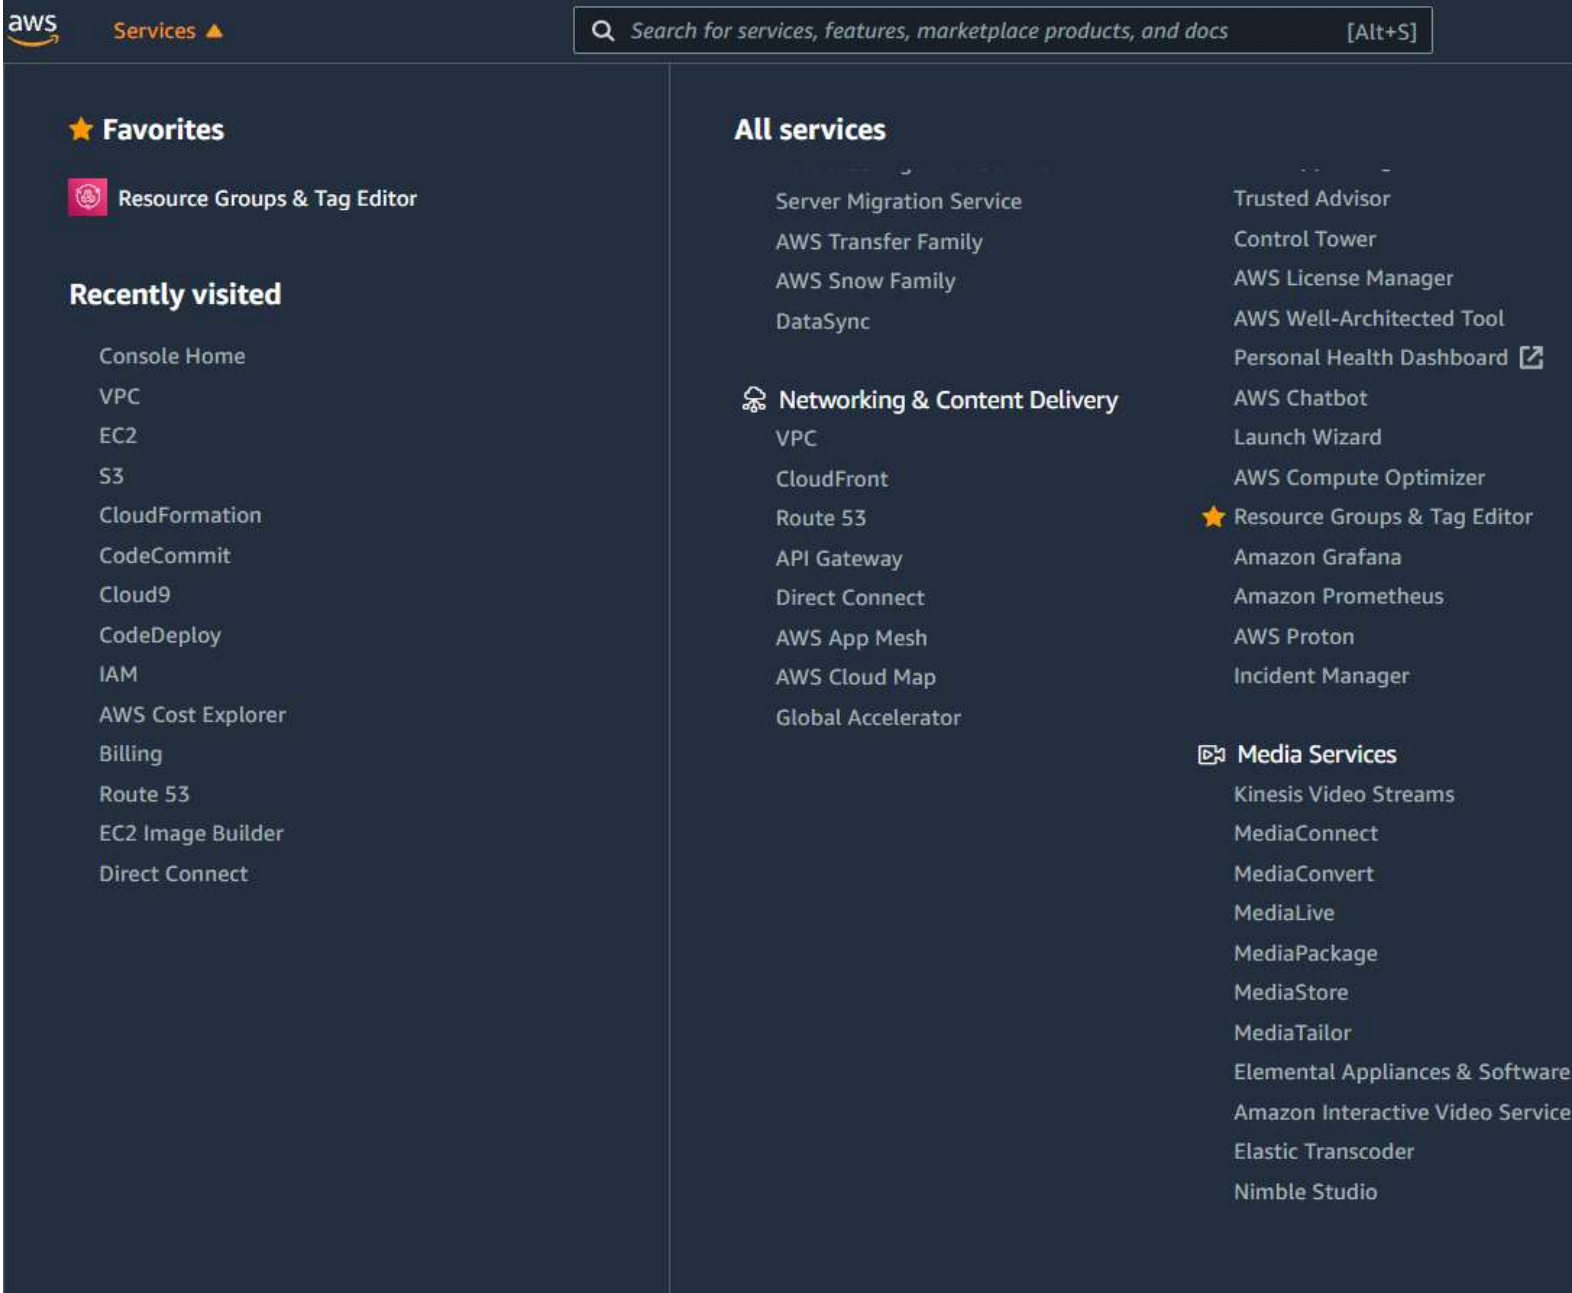 aws
Services
Search for services, features, marketplace products, and docs [Alt+S]
Favorites
Resource Groups & Tag Editor
Recently visited
Console Home
VPC
EC2
S3
CloudFormation
CodeCommit
Cloud9
CodeDeploy
IAM
AWS Cost Explorer
Billing
Route 53
EC2 Image Builder
Direct Connect
All services
Server Migration Service
AWS Transfer Family
AWS Snow Family
DataSync
Networking & Content Delivery
VPC
CloudFront
Route 53
API Gateway
Direct Connect
AWS App Mesh
AWS Cloud Map
Global Accelerator
Trusted Advisor
Control Tower
AWS License Manager
AWS Well-Architected Tool
Personal Health Dashboard
AWS Chatbot
Launch Wizard
AWS Compute Optimizer
Resource Groups & Tag Editor
Amazon Grafana
Amazon Prometheus
AWS Proton
Incident Manager
Media Services
Kinesis Video Streams
MediaConnect
MediaConvert
MediaLive
MediaPackage
MediaStore
MediaTailor
Elemental Appliances & Software
Amazon Interactive Video Service
Elastic Transcoder
Nimble Studio